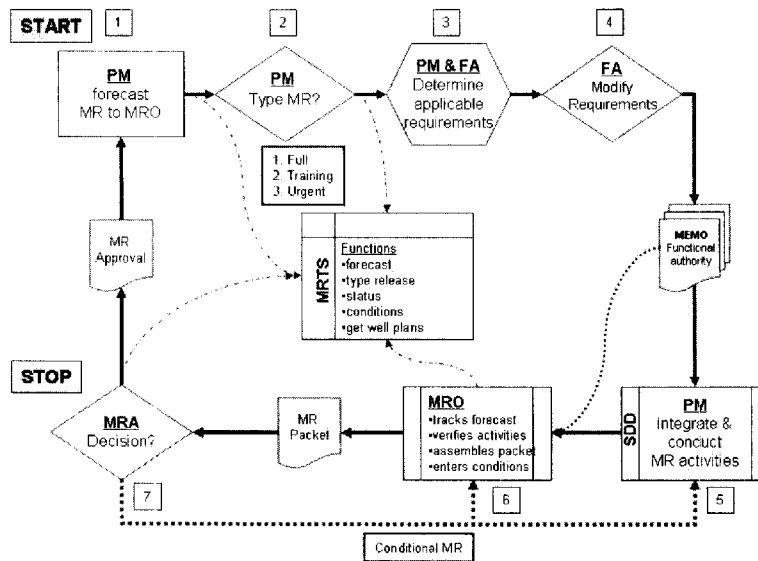 START
1
2
3
4
PM
forecast
MR to MRO
PM
Type MR?
PM & FA
Determine
applicable
requirements
FA
Modify
Requirements
1. Full
2. Training
3. Urgent
MR
Approval
MRTS
Functions
•forecast
•type release
•status
•conditions
•get well plans
MEMO
Functional
authority
STOP
MRA
Decision?
MR
Packet
MRO
•tracks forecast
•verifies activities
•assembles packet
•enters conditions
SDD
PM
integrate &
conduct
MR activities
7
6
5
Conditional MR